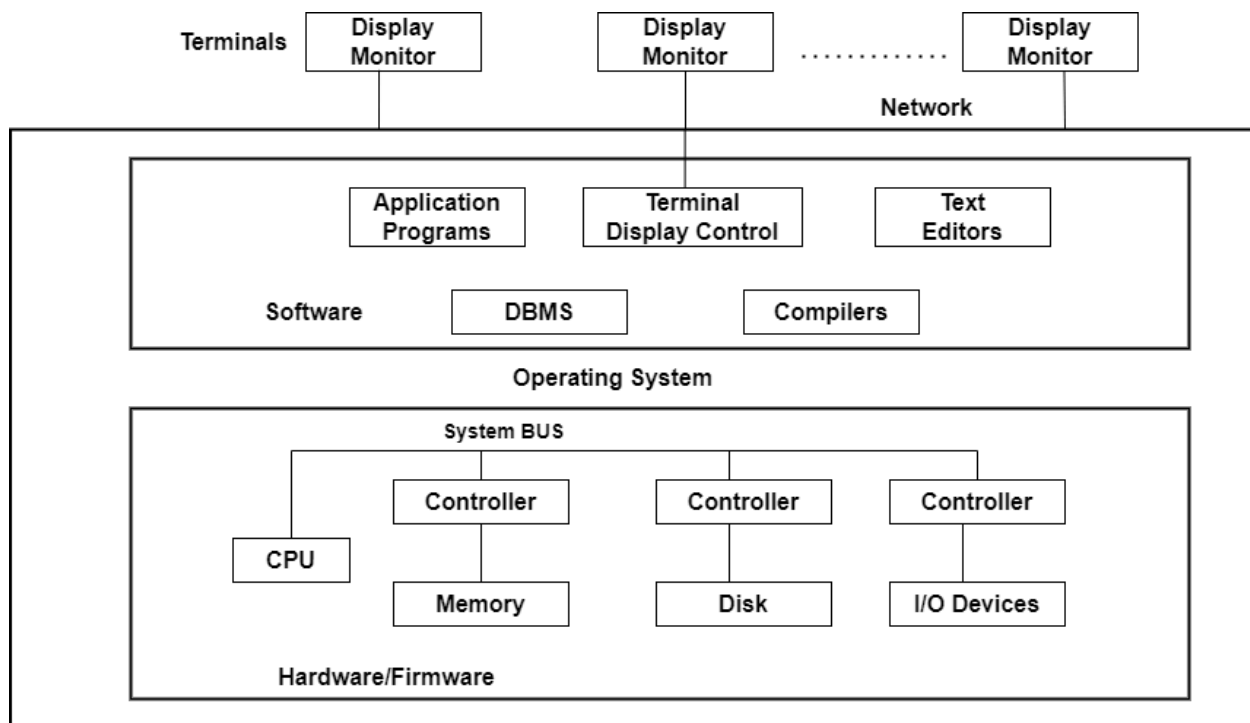 Terminals
Display
Monitor
Display
Monitor
Display
Monitor
Network
Application
Programs
Terminal
Display Control
Text
Editors
Software
DBMS
Compilers
Operating System
System BUS
Controller
Controller
Controller
CPU
Memory
Disk
I/O Devices
Hardware/Firmware